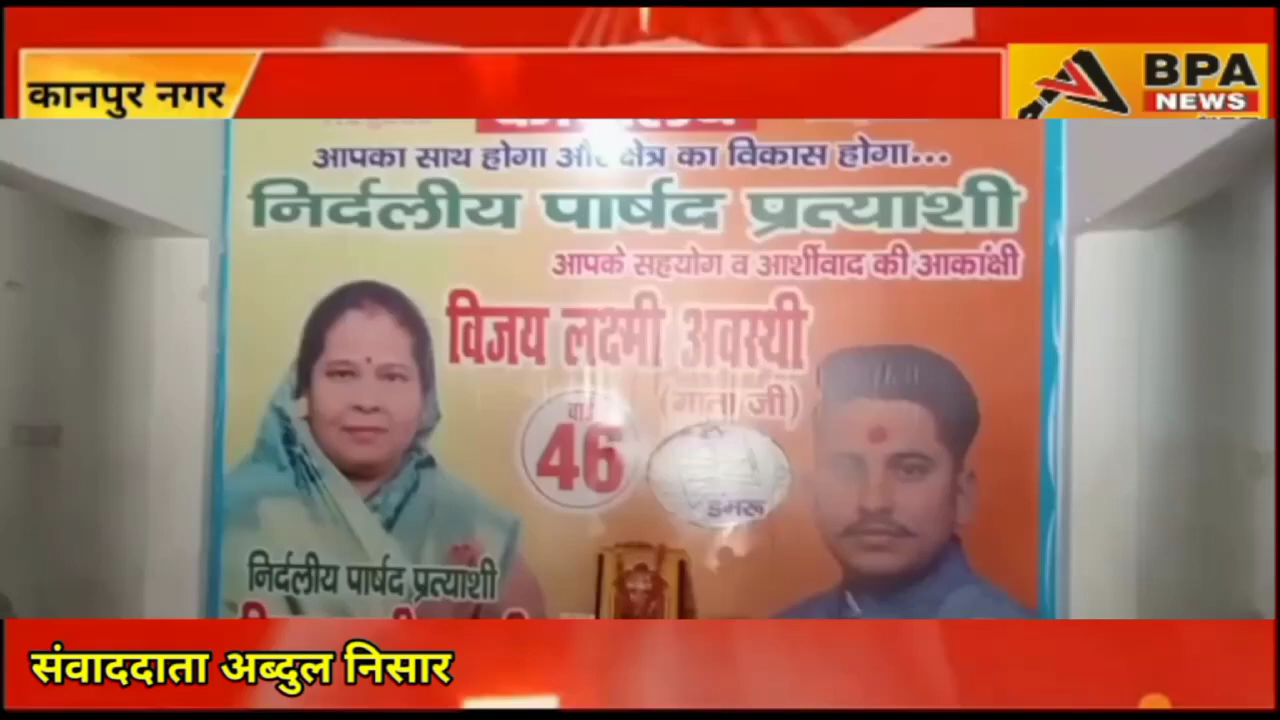 कानपुर नगर
BPA
NEWS
आपका साथ होगा और क्षेत्र का विकास होगा...
निर्दलीय पार्षद प्रत्याशी
आपके सहयोग व आर्शीवाद की आकांक्षी
विजय लक्ष्मी अवस्थी
(माता जी)
वार्ड
46
डमरू
निर्दलीय पार्षद प्रत्याशी
संवाददाता अब्दुल निसार